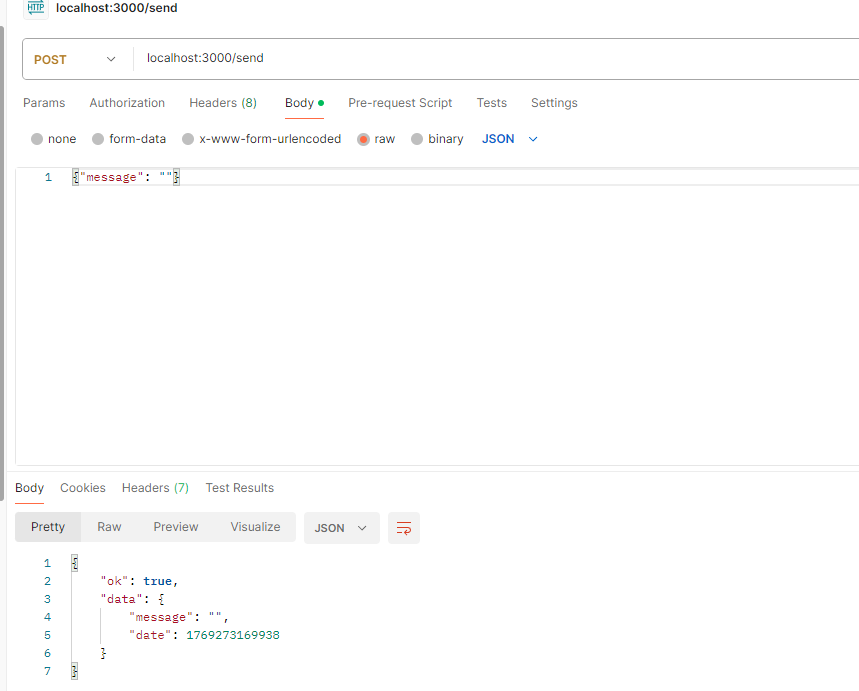 HTTP localhost:3000/send
POST localhost:3000/send
Params Authorization Headers (8) Body Pre-request Script Tests Settings
none form-data x-www-form-urlencoded raw binary JSON
1 {"message": ""}
Body Cookies Headers (7) Test Results
Pretty Raw Preview Visualize JSON
1 {
2 "ok": true,
3 "data": {
4 "message": "",
5 "date": 1769273169938
6 }
7 }